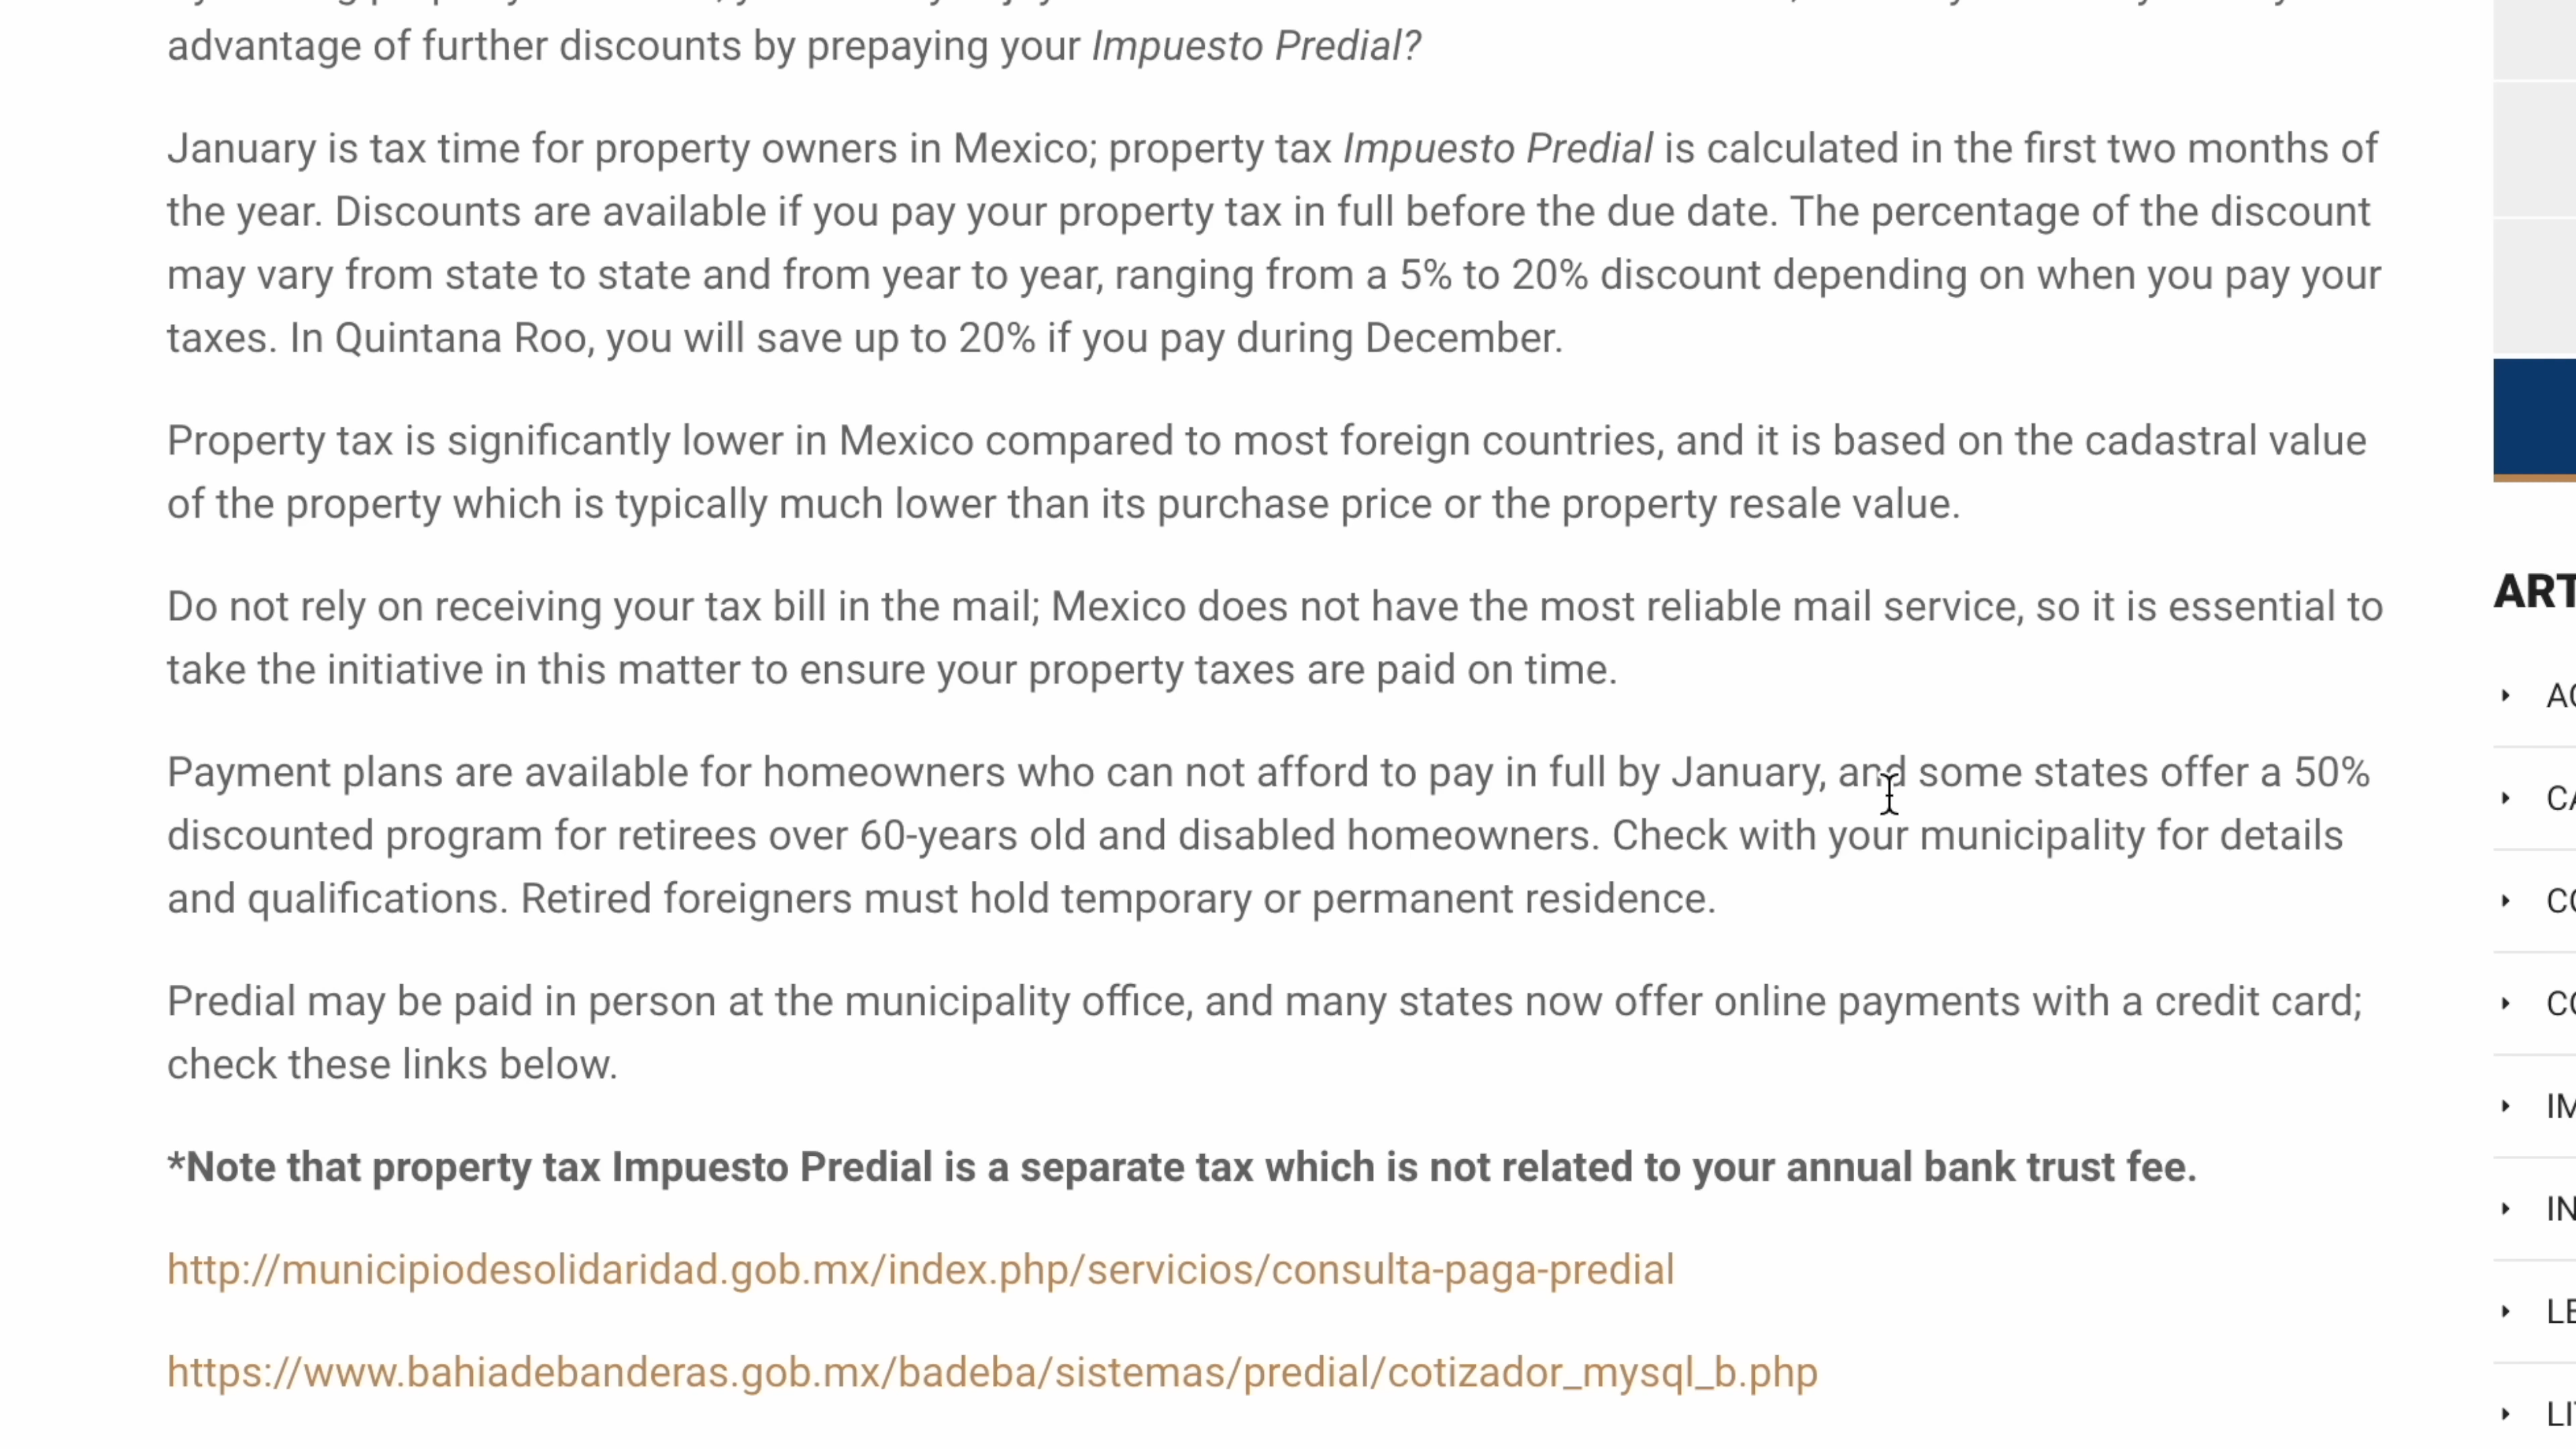 advantage of further discounts by prepaying your Impuesto Predial?
January is tax time for property owners in Mexico; property tax Impuesto Predial is calculated in the first two months of
the year. Discounts are available if you pay your property tax in full before the due date. The percentage of the discount
may vary from state to state and from year to year, ranging from a 5% to 20% discount depending on when you pay your
taxes. In Quintana Roo, you will save up to 20% if you pay during December.
Property tax is significantly lower in Mexico compared to most foreign countries, and it is based on the cadastral value
of the property which is typically much lower than its purchase price or the property resale value.
Do not rely on receiving your tax bill in the mail; Mexico does not have the most reliable mail service, so it is essential to
take the initiative in this matter to ensure your property taxes are paid on time.
Payment plans are available for homeowners who can not afford to pay in full by January, and some states offer a 50%
discounted program for retirees over 60-years old and disabled homeowners. Check with your municipality for details
and qualifications. Retired foreigners must hold temporary or permanent residence.
Predial may be paid in person at the municipality office, and many states now offer online payments with a credit card;
check these links below.
*Note that property tax Impuesto Predial is a separate tax which is not related to your annual bank trust fee.
http://municipiodesolidaridad.gob.mx/index.php/servicios/consulta-paga-predial
https://www.bahiadebanderas.gob.mx/badeba/sistemas/predial/cotizador_mysql_b.php
ART
AC
CA
CO
CO
IM
IN
LE
LI